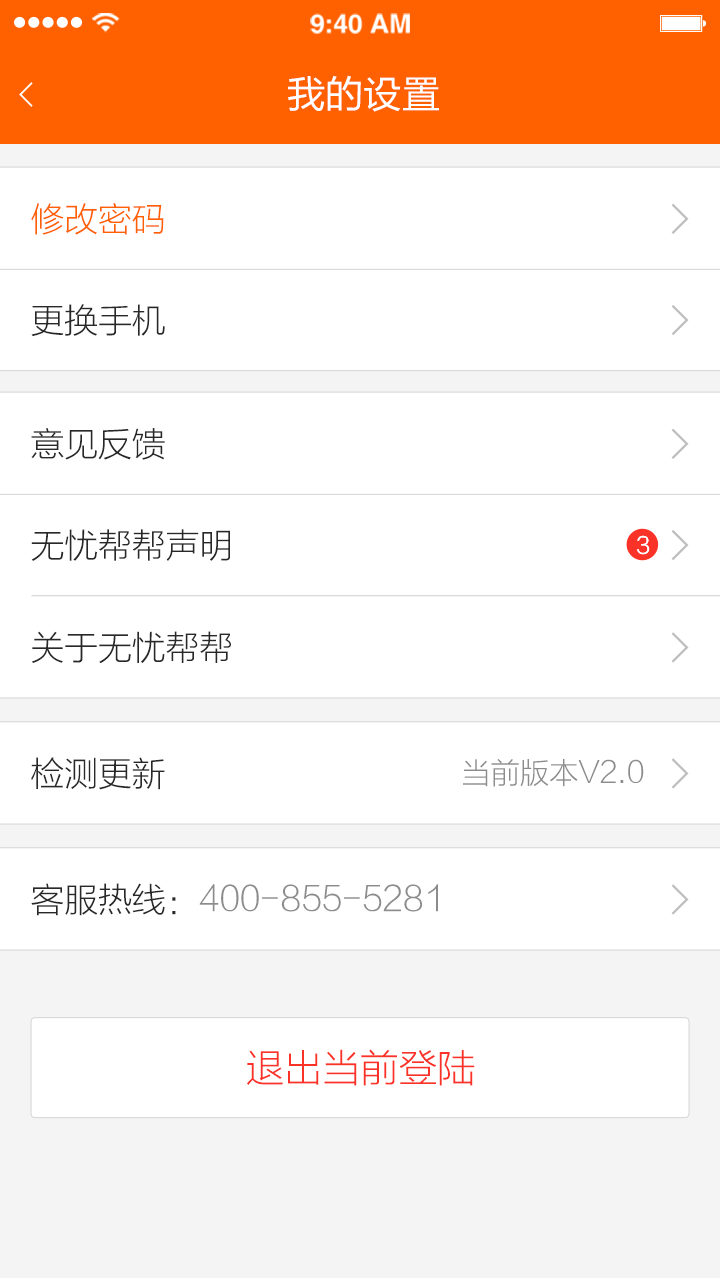 9:40 AM
我的设置
修改密码
更换手机
意见反馈
无忧帮帮声明 3
关于无忧帮帮
检测更新 当前版本V2.0
客服热线：400-855-5281
退出当前登陆